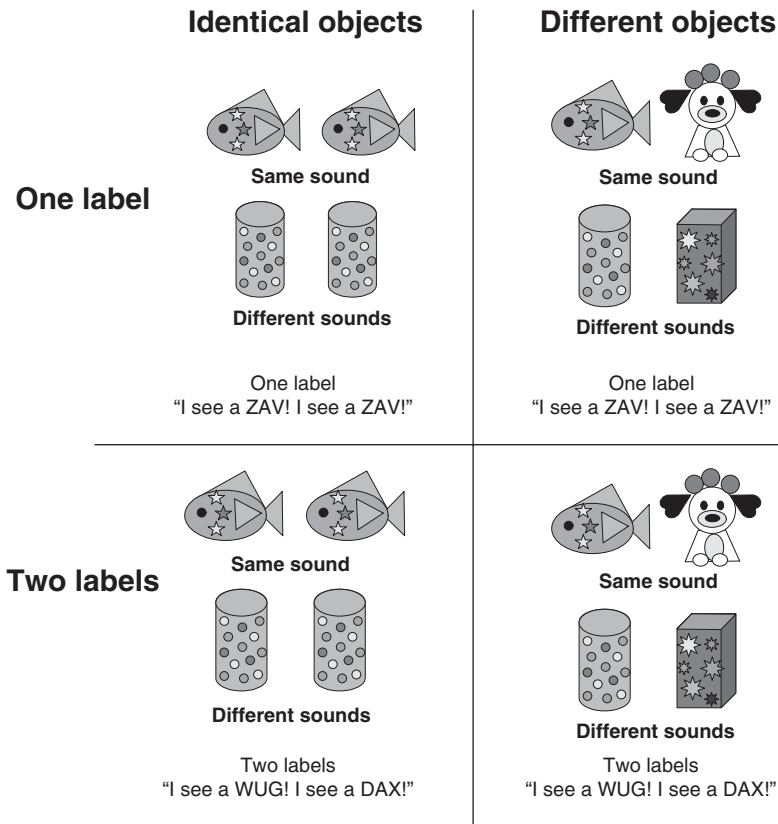 Identical objects
Different objects
One label
Same sound
Different sounds
One label
“I see a ZAV! I see a ZAV!”
Same sound
Different sounds
One label
“I see a ZAV! I see a ZAV!”
Two labels
Same sound
Different sounds
Two labels
“I see a WUG! I see a DAX!”
Same sound
Different sounds
Two labels
“I see a WUG! I see a DAX!”